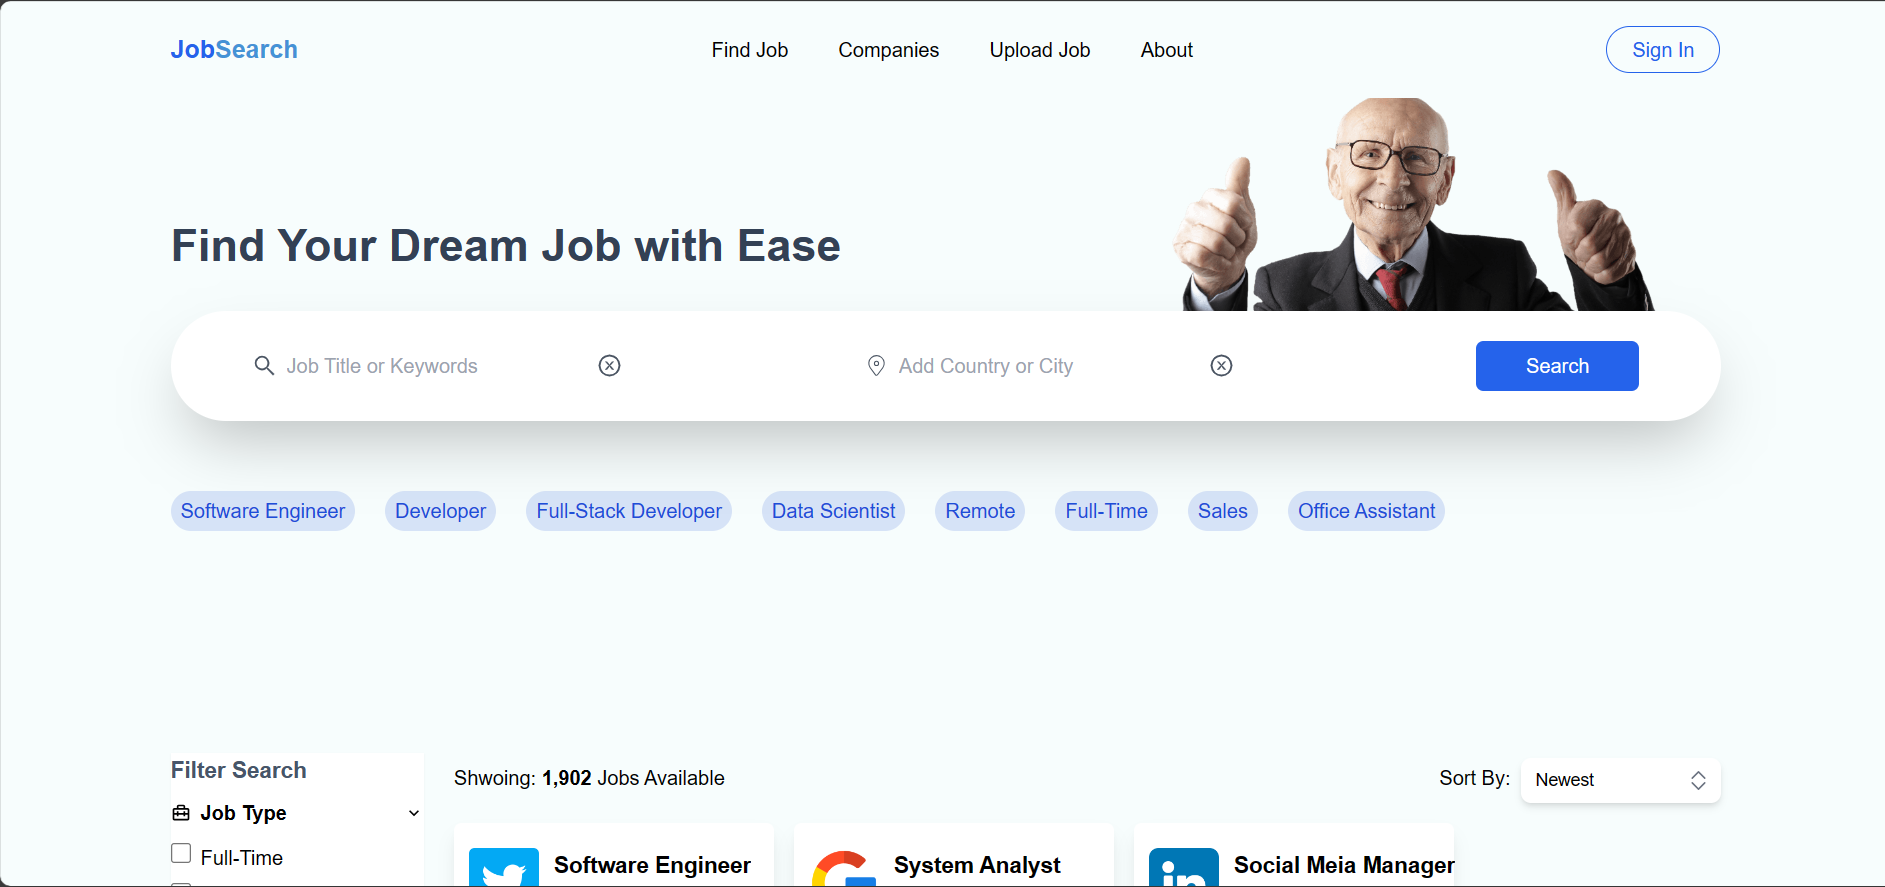 JobSearch
Find Job Companies Upload Job About
Sign In
Find Your Dream Job with Ease
Job Title or Keywords
Add Country or City
Search
Software Engineer Developer Full-Stack Developer Data Scientist Remote Full-Time Sales Office Assistant
Filter Search
Job Type
Full-Time
Shwoing: 1,902 Jobs Available
Sort By: Newest
Software Engineer
System Analyst
in
Social Meia Manager